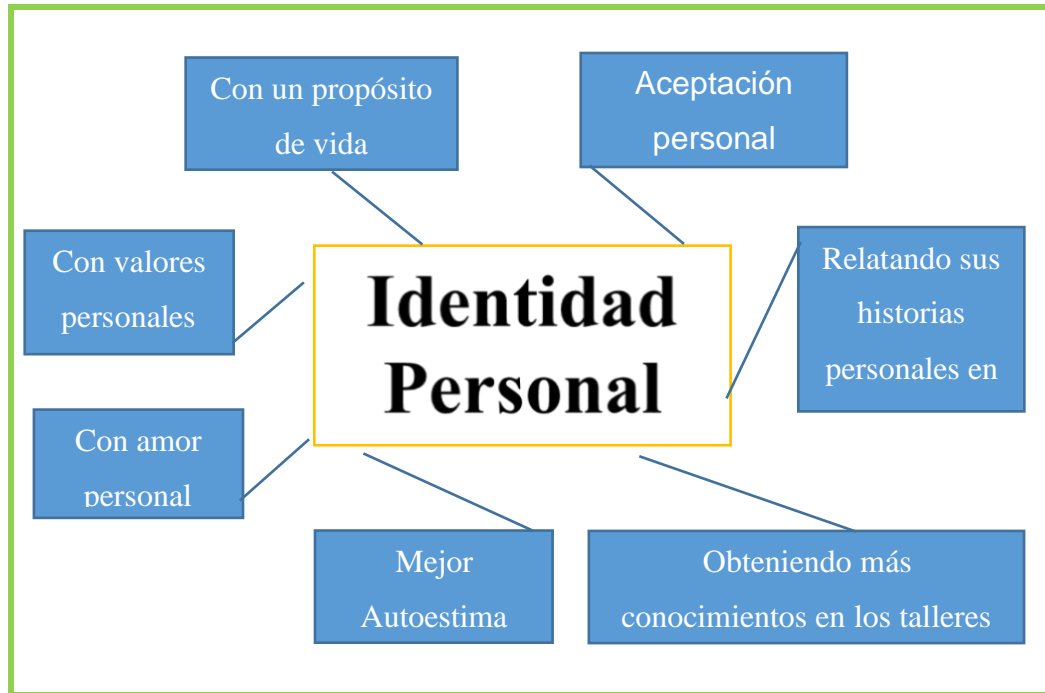 Con un propósito
de vida
Aceptación
personal
Con valores
personales
Identidad
Personal
Relatando sus
historias
personales en
Con amor
personal
Mejor
Autoestima
Obteniendo más
conocimientos en los talleres